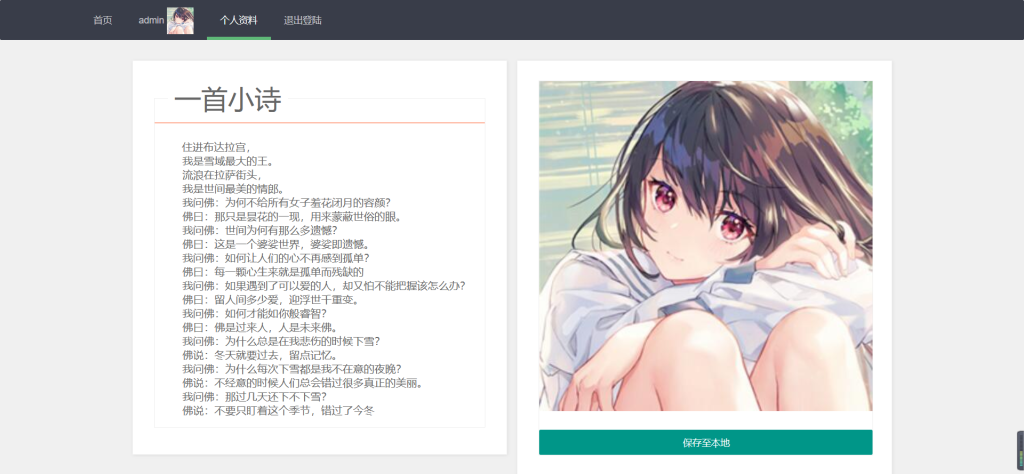 首页
admin
个人资料
退出登陆
一首小诗
住进布达拉宫，
我是雪域最大的王。
流浪在拉萨街头，
我是世间最美的情郎。
我问佛：为何不给所有女子羞花闭月的容颜？
佛曰：那只是昙花的一现，用来蒙蔽世俗的眼。
我问佛：世间为何有那么多遗憾？
佛曰：这是一个婆娑世界，婆娑即遗憾。
我问佛：如何让人们的心不再感到孤单？
佛曰：每一颗心生来就是孤单而残缺的
我问佛：如果遇到了可以爱的人，却又怕不能把握该怎么办？
佛曰：留人间多少爱，迎浮世千重变。
我问佛：如何才能如你般睿智？
佛曰：佛是过来人，人是未来佛。
我问佛：为什么总是在我悲伤的时候下雪？
佛说：冬天就要过去，留点记忆。
我问佛：为什么每次下雪都是我不在意的夜晚？
佛说：不经意的时候人们总会错过很多真正的美丽。
我问佛：那过几天还下不下雪？
佛说：不要只盯着这个季节，错过了今冬
保存至本地